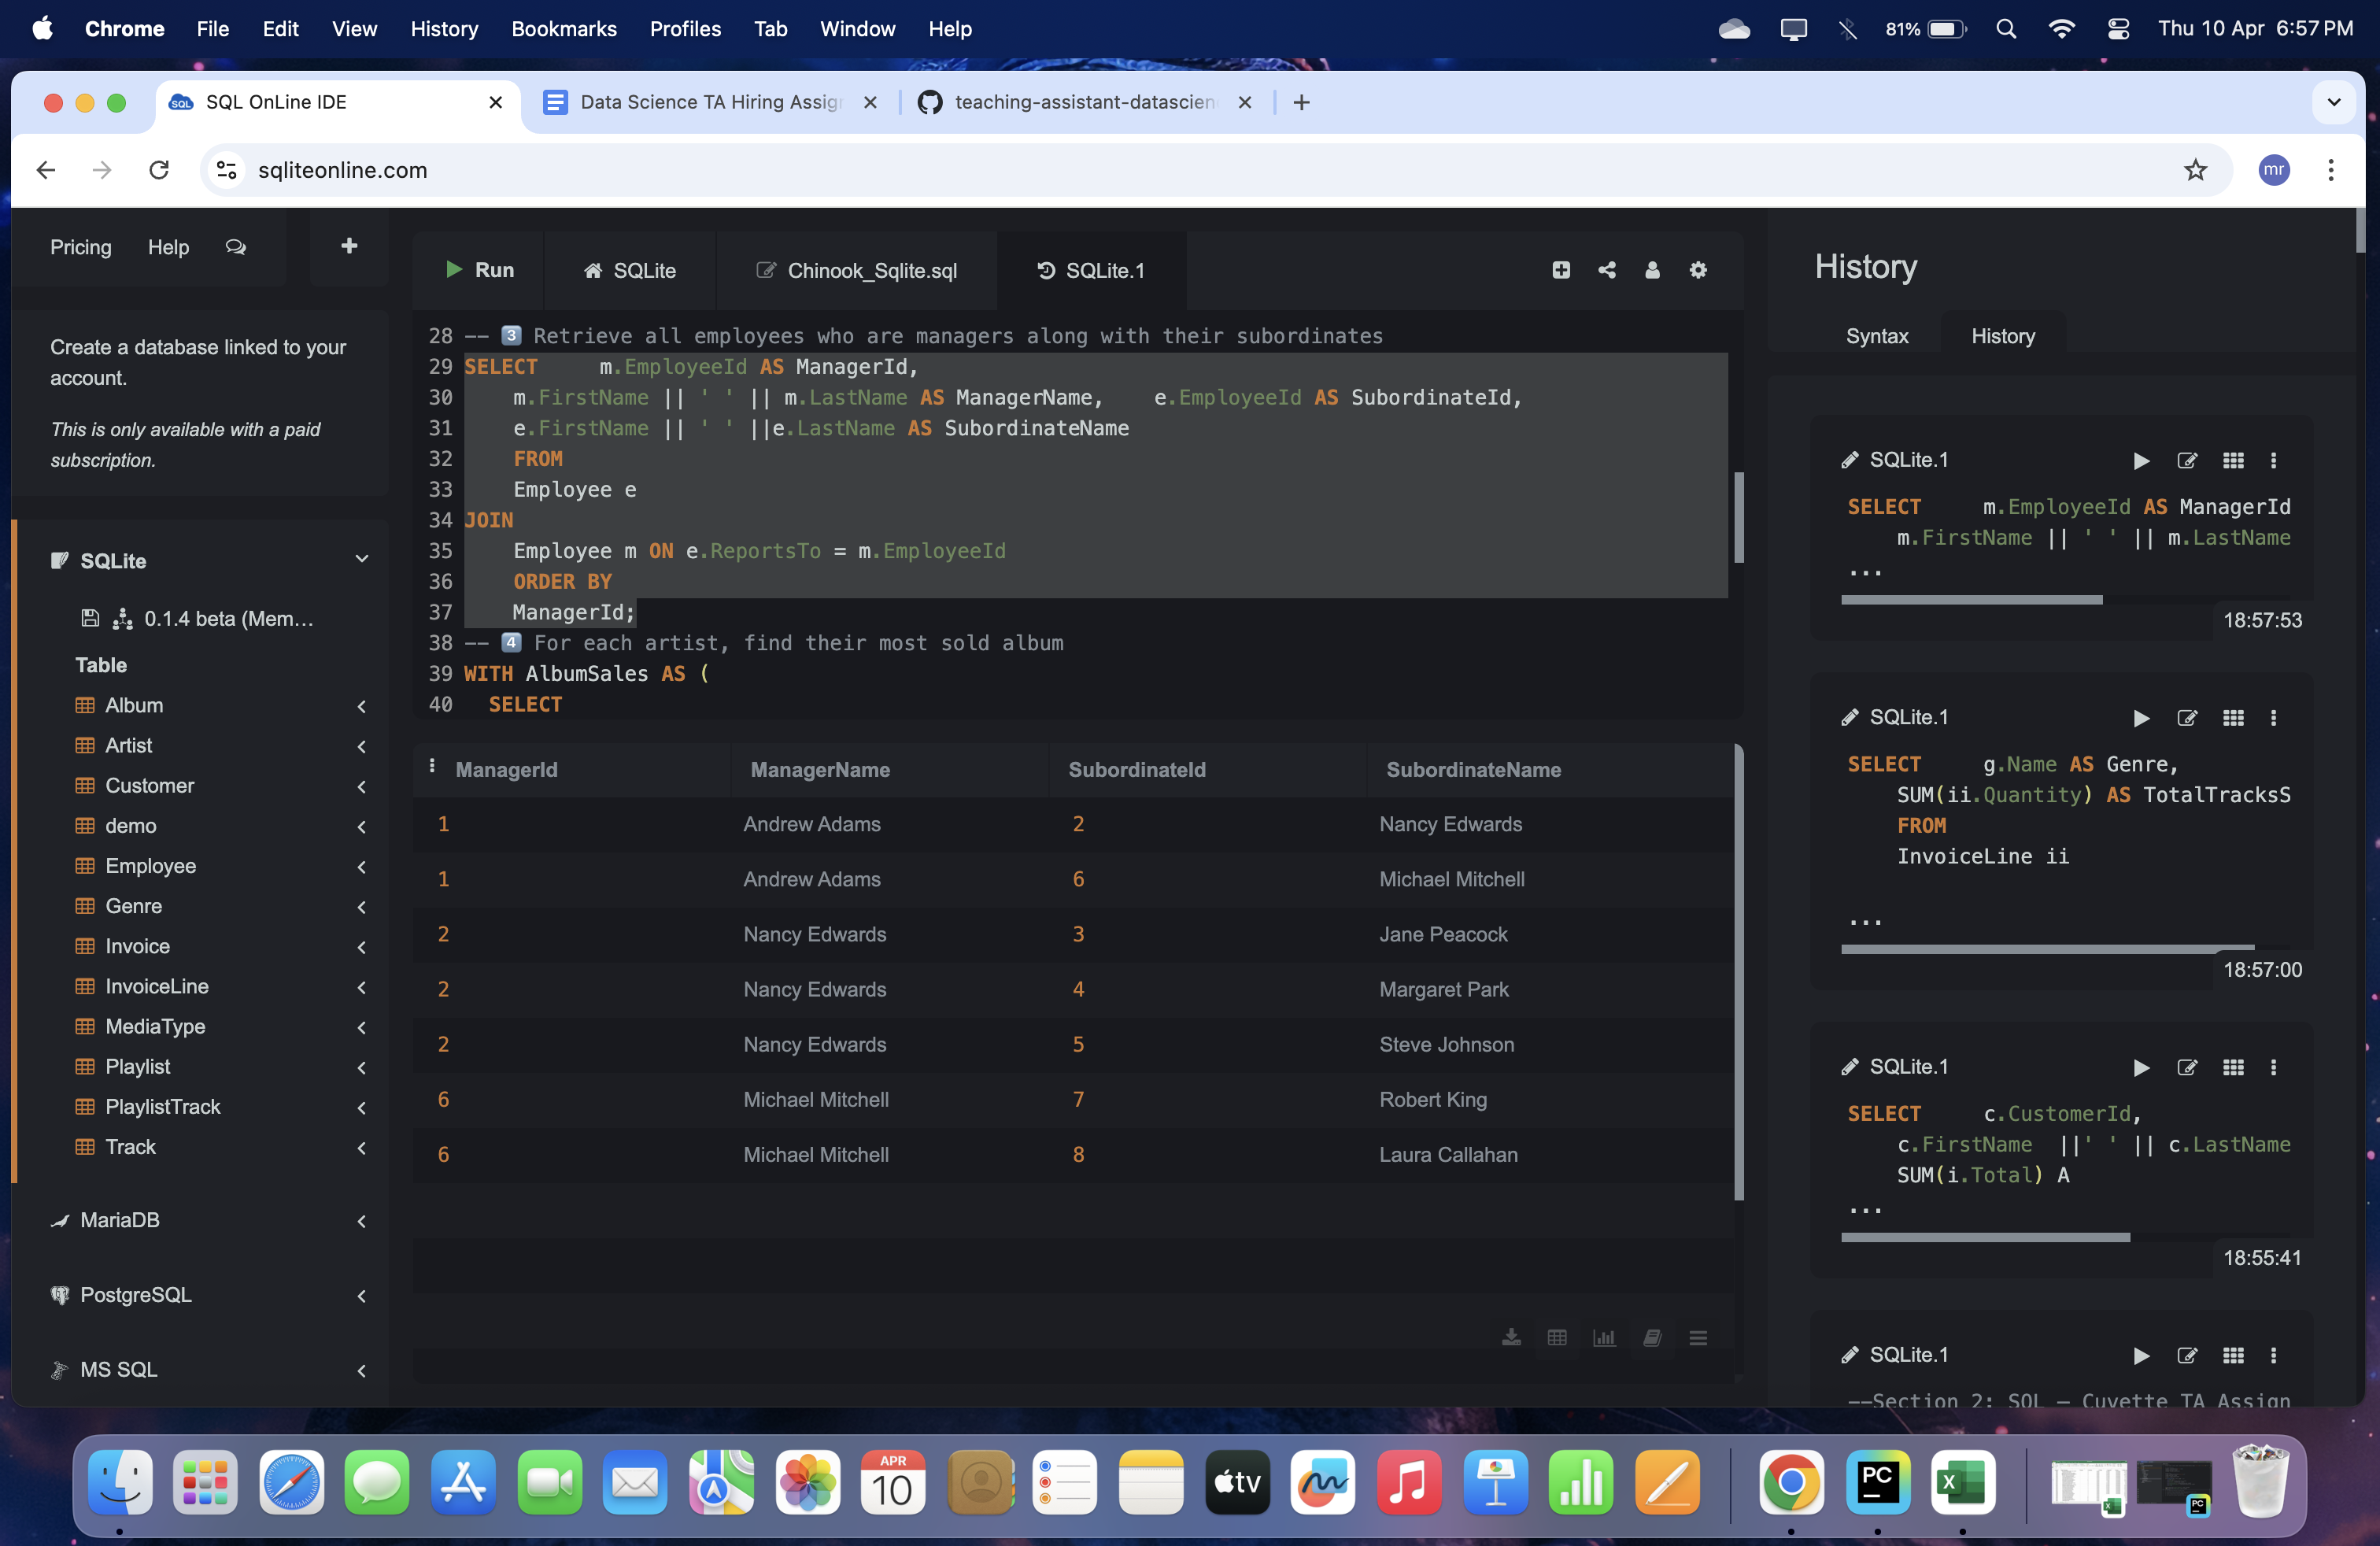 Chrome File Edit View History Bookmarks Profiles Tab Window Help 81% Thu 10 Apr 6:57 PM
SQL OnLine IDE
Data Science TA Hiring Assig
teaching-assistant-datascien
sqliteonline.com
mr
Pricing Help
Create a database linked to your
account.
This is only available with a paid
subscription.
SQLite
0.1.4 beta (Mem...
Table
Album
Artist
Customer
demo
Employee
Genre
Invoice
InvoiceLine
MediaType
Playlist
PlaylistTrack
Track
MariaDB
PostgreSQL
MS SQL
Run SQLite Chinook_Sqlite.sql SQLite.1
28 -- 3 Retrieve all employees who are managers along with their subordinates
29 SELECT m.EmployeeId AS ManagerId,
30 m.FirstName || ' ' || m.LastName AS ManagerName, e.EmployeeId AS SubordinateId,
31 e.FirstName || ' ' ||e.LastName AS SubordinateName
32 FROM
33 Employee e
34 JOIN
35 Employee m ON e.ReportsTo = m.EmployeeId
36 ORDER BY
37 ManagerId;
38 -- 4 For each artist, find their most sold album
39 WITH AlbumSales AS (
40 SELECT
ManagerId ManagerName SubordinateId SubordinateName
1 Andrew Adams 2 Nancy Edwards
1 Andrew Adams 6 Michael Mitchell
2 Nancy Edwards 3 Jane Peacock
2 Nancy Edwards 4 Margaret Park
2 Nancy Edwards 5 Steve Johnson
6 Michael Mitchell 7 Robert King
6 Michael Mitchell 8 Laura Callahan
History
Syntax History
SQLite.1
SELECT m.EmployeeId AS ManagerId
m.FirstName || ' ' || m.LastName
...
18:57:53
SQLite.1
SELECT g.Name AS Genre,
SUM(ii.Quantity) AS TotalTracksS
FROM
InvoiceLine ii
...
18:57:00
SQLite.1
SELECT c.CustomerId,
c.FirstName ||' ' || c.LastName
SUM(i.Total) A
...
18:55:41
SQLite.1
--Section 2: SQL – Cuvette TA Assign
APR
10
tv
PC
X
PC